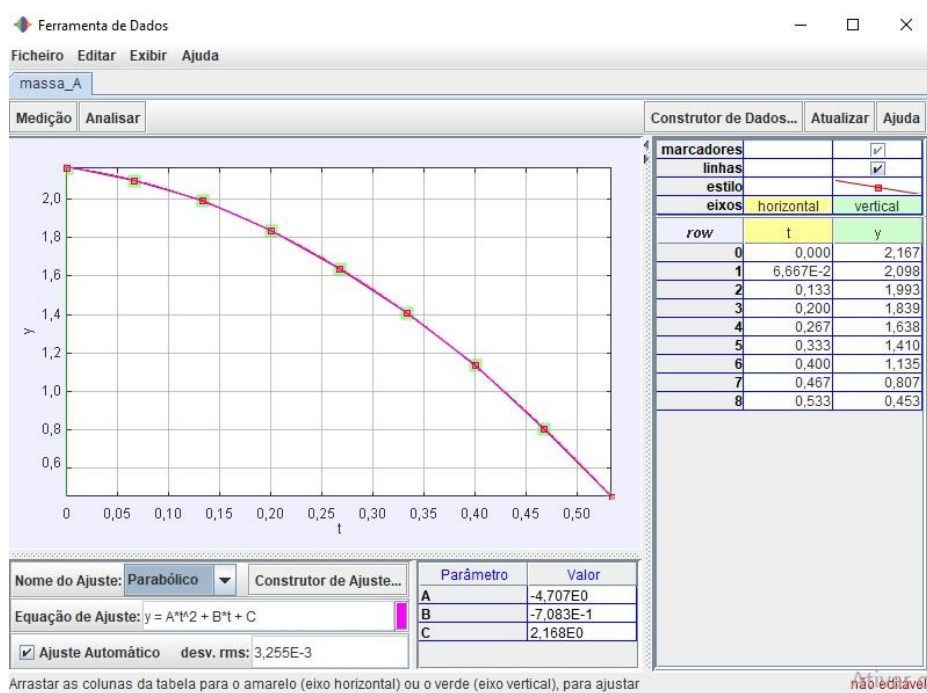 Ferramenta de Dados
Ficheiro Editar Exibir Ajuda
massa_A
Medição Analisar Construtor de Dados... Atualizar Ajuda
marcadores
linhas
estilo
eixos horizontal vertical
row t y
0 0,000 2,167
1 6,667E-2 2,098
2 0,133 1,993
3 0,200 1,839
4 0,267 1,638
5 0,333 1,410
6 0,400 1,135
7 0,467 0,807
8 0,533 0,453
2,0
1,8
1,6
1,4
y
1,2
1,0
0,8
0,6
0 0,05 0,10 0,15 0,20 0,25 0,30 0,35 0,40 0,45 0,50
t
Nome do Ajuste: Parabólico Construtor de Ajuste...
Equação de Ajuste: y = A*t^2 + B*t + C
Ajuste Automático desv. rms: 3,255E-3
Parâmetro Valor
A -4,707E0
B -7,083E-1
C 2,168E0
Arrastar as colunas da tabela para o amarelo (eixo horizontal) ou o verde (eixo vertical), para ajustar
não editável